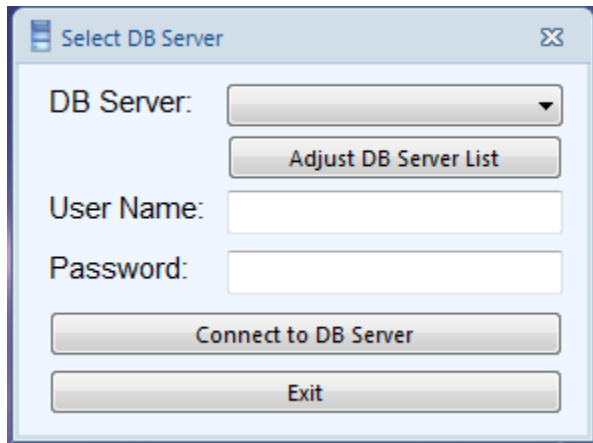 Select DB Server
DB Server:
Adjust DB Server List
User Name:
Password:
Connect to DB Server
Exit